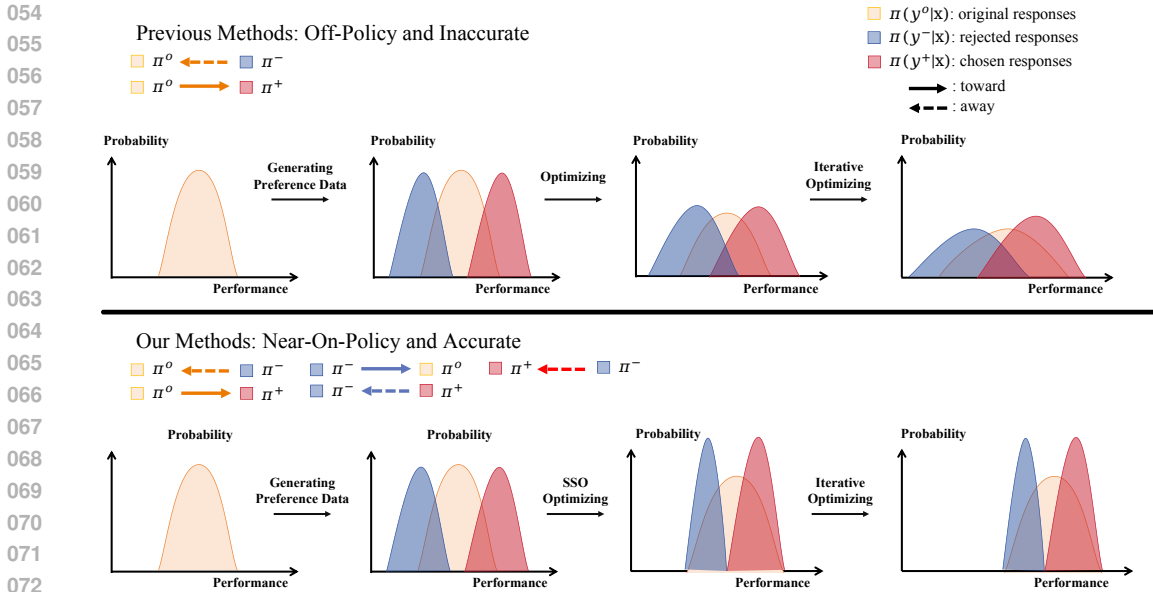 054
055
056
057
058
059
060
061
062
063
064
065
066
067
068
069
070
071
072
π(y^o|x): original responses
π(y^-|x): rejected responses
π(y^+|x): chosen responses
: toward
: away
Previous Methods: Off-Policy and Inaccurate
π^o π^-
π^o π^+
Probability
Generating Preference Data
Performance
Probability
Optimizing
Performance
Probability
Iterative Optimizing
Performance
Probability
Performance
Our Methods: Near-On-Policy and Accurate
π^o π^- π^- π^o π^+ π^-
π^o π^+ π^- π^+
Probability
Generating Preference Data
Performance
Probability
SSO Optimizing
Performance
Probability
Iterative Optimizing
Performance
Probability
Performance